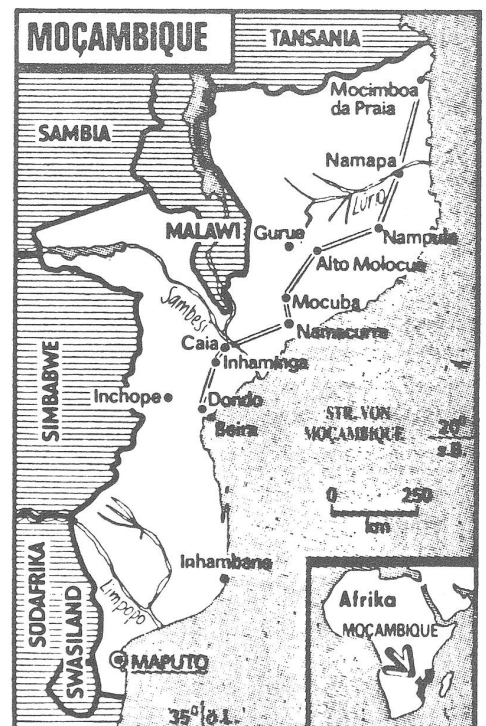 MOÇAMBIQUE
TANSANIA
Mocimboa
da Praia
SAMBIA
Namapa
Lúrio
MALAWI
Gurue
Nampula
Alto Molocue
Sambesi
Mocuba
Namacurra
Caia
Inhaminga
SIMBABWE
Inchope
Dondo
Beira
STR. VON
MOÇAMBIQUE
20°
s.B.
0 250
km
SÜDAFRIKA
SWASILAND
Limpopo
Inhambane
MAPUTO
35° ö.L.
Afrika
MOÇAMBIQUE